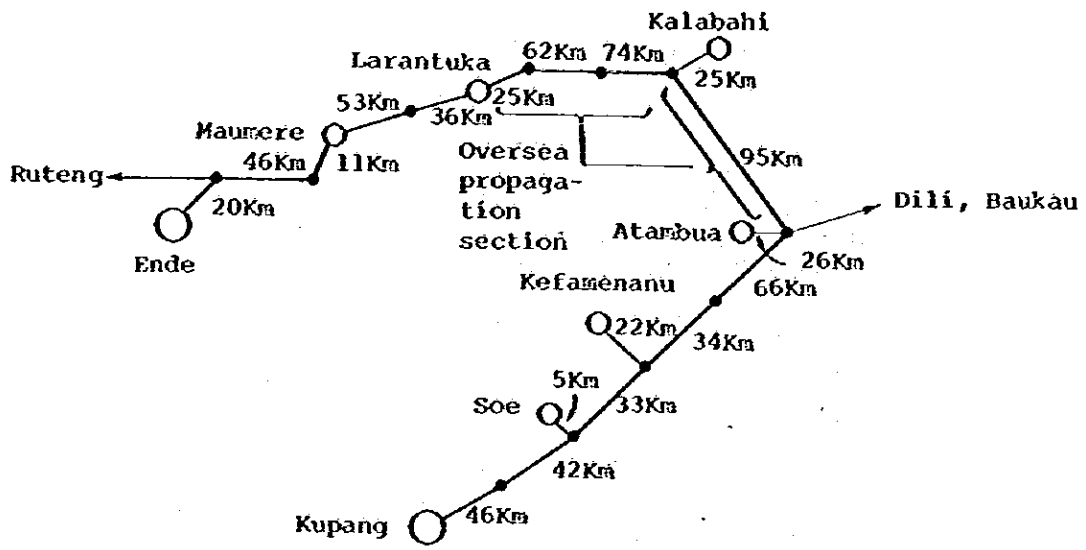 Kalabahi
62Km 74Km
Larantuka
25Km
25Km
53Km
36Km
Maumere
46Km
11Km
Oversea
propaga-
tion
section
95Km
Ruteng
20Km
Dili, Baukau
Atambua
Ende
26Km
Kefamenanu
66Km
22Km
34Km
5Km
Soe
33Km
42Km
Kupang
46Km